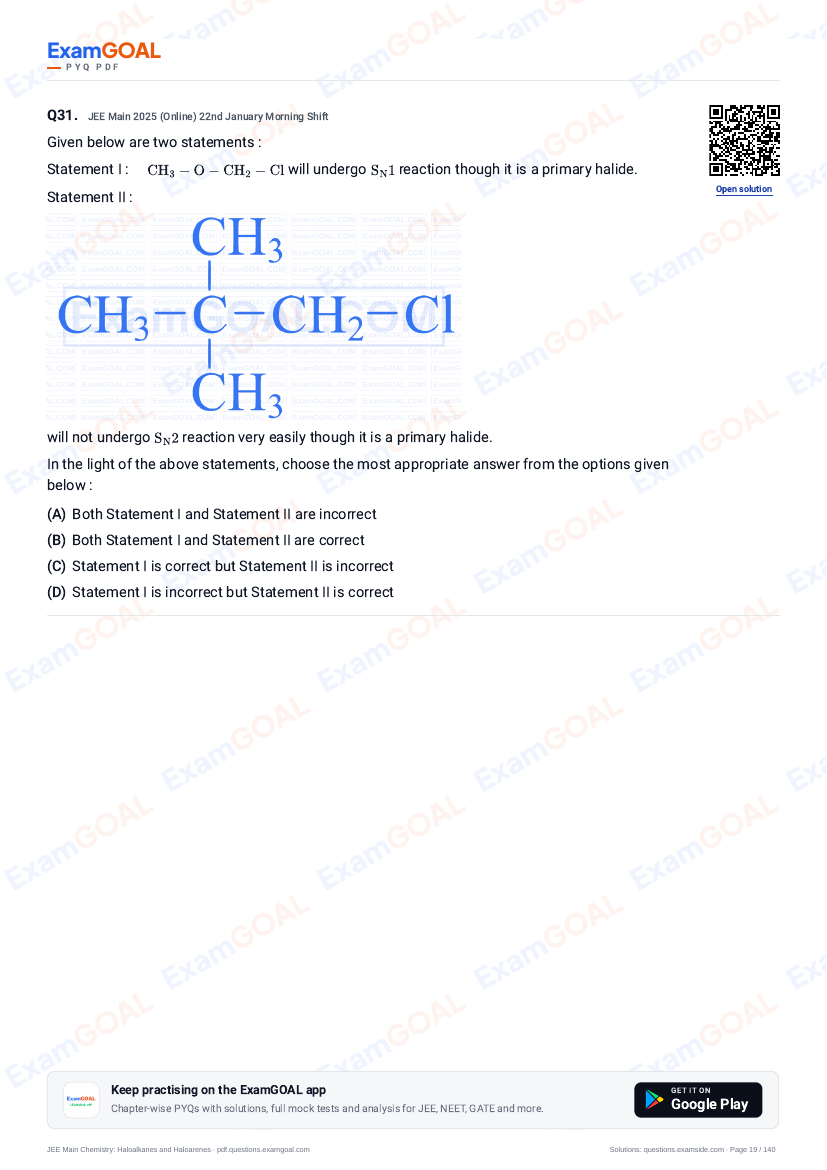 ExamGOAL
PYQ PDF
Q31. JEE Main 2025 (Online) 22nd January Morning Shift
Given below are two statements :
Statement I : CH₃ – O – CH₂ – Cl will undergo S_N1 reaction though it is a primary halide.
Open solution
Statement II :
CH₃
CH₃–C–CH₂–Cl
CH₃
will not undergo S_N2 reaction very easily though it is a primary halide.
In the light of the above statements, choose the most appropriate answer from the options given
below :
(A) Both Statement I and Statement II are incorrect
(B) Both Statement I and Statement II are correct
(C) Statement I is correct but Statement II is incorrect
(D) Statement I is incorrect but Statement II is correct
Keep practising on the ExamGOAL app
Chapter-wise PYQs with solutions, full mock tests and analysis for JEE, NEET, GATE and more.
GET IT ON
Google Play
JEE Main Chemistry: Haloalkanes and Haloarenes · pdf.questions.examgoal.com
Solutions: questions.examside.com · Page 19 / 140